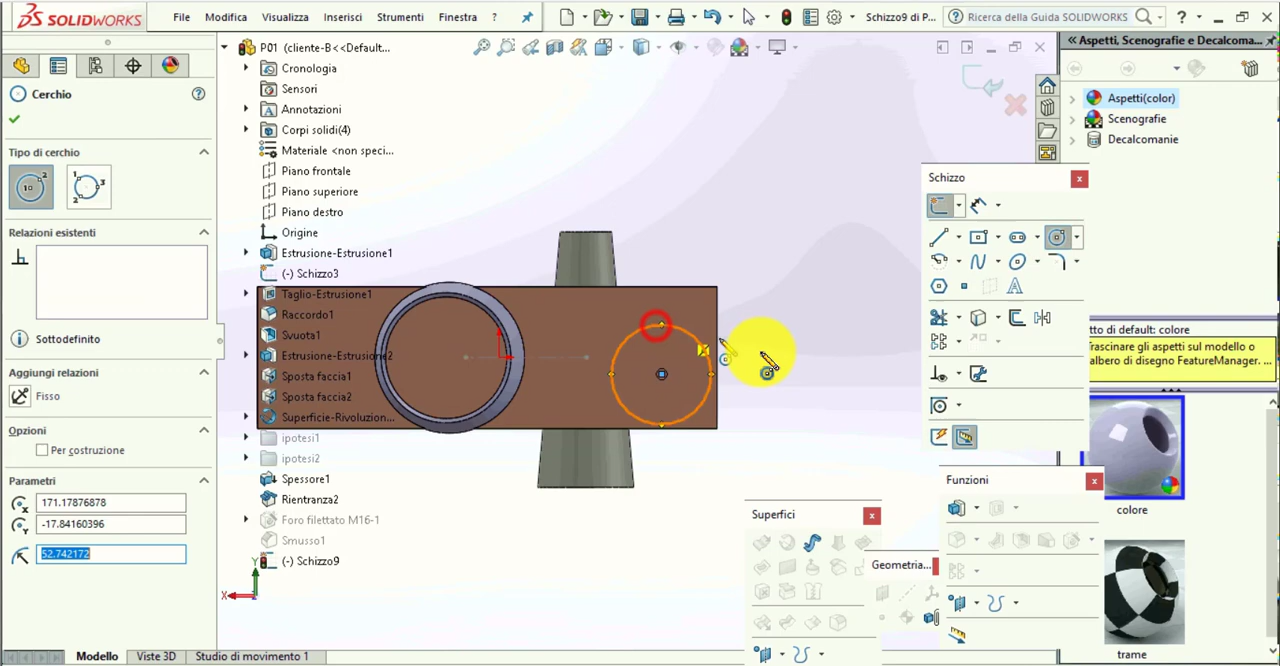 SOLIDWORKS
File
Modifica
Visualizza
Inserisci
Strumenti
Finestra
?
Schizzo9 di P...
Ricerca della Guida SOLIDWORKS
?
P01 (cliente-B<<Default...
Cronologia
Sensori
Annotazioni
Corpi solidi(4)
Materiale <non speci...
Piano frontale
Piano superiore
Piano destro
Origine
Estrusione-Estrusione1
(-) Schizzo3
Taglio-Estrusione1
Raccordo1
Svuota1
Estrusione-Estrusione2
Sposta faccia1
Sposta faccia2
Superficie-Rivoluzion...
ipotesi1
ipotesi2
Spessore1
Rientranza2
Foro filettato M16-1
Smusso1
(-) Schizzo9
Cerchio
Tipo di cerchio
Relazioni esistenti
Sottodefinito
Aggiungi relazioni
Fisso
Opzioni
Per costruzione
Parametri
171.17876878
-17.84160396
52.742172
Y
X
Modello
Viste 3D
Studio di movimento 1
Aspetti, Scenografie e Decalcoma...
Aspetti(color)
Scenografie
Decalcomanie
Schizzo
tto di default: colore
Trascinare gli aspetti sul modello o
'albero di disegno FeatureManager. ...
colore
trame
Funzioni
Superfici
Geometria...